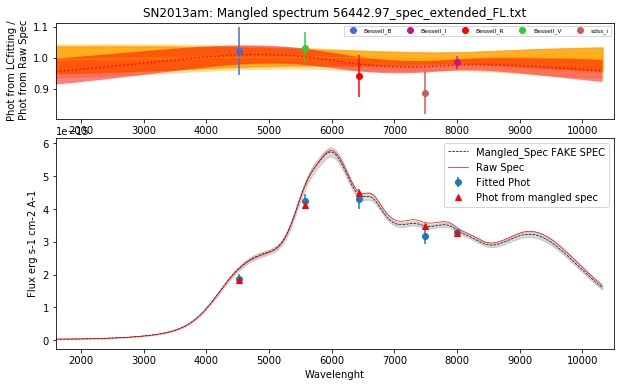 SN2013am: Mangled spectrum 56442.97_spec_extended_FL.txt
Phot from LCfitting /
Phot from Raw Spec
1.1
1.0
0.9
Bessell_B
Bessell_I
Bessell_R
Bessell_V
sdss_i
2000 3000 4000 5000 6000 7000 8000 9000 10000
Flux erg s-1 cm-2 A-1
6
5
4
3
2
1
0
Mangled_Spec FAKE SPEC
Raw Spec
Fitted Phot
Phot from mangled spec
2000 3000 4000 5000 6000 7000 8000 9000 10000
Wavelenght